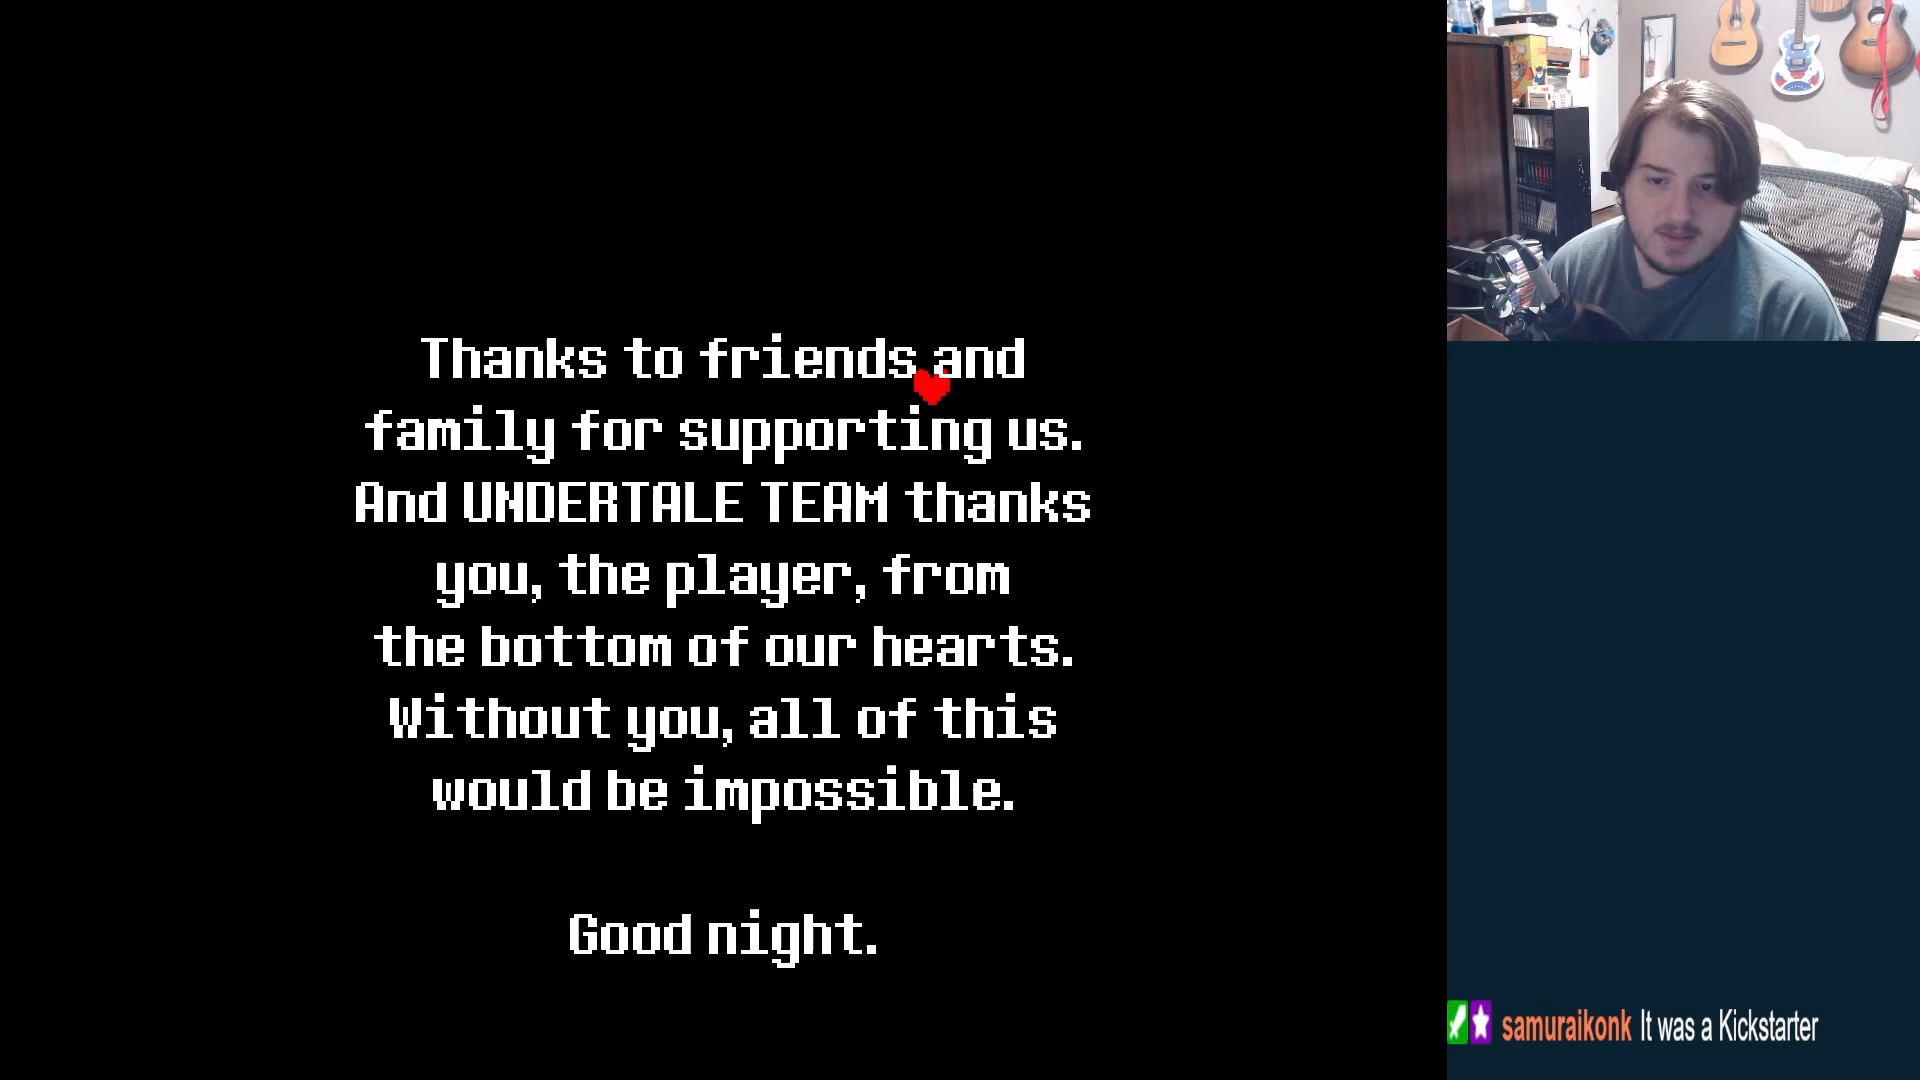 Thanks to friends and
family for supporting us.
And UNDERTALE TEAM thanks
you, the player, from
the bottom of our hearts.
Without you, all of this
would be impossible.
Good night.
samuraikonk It was a Kickstarter